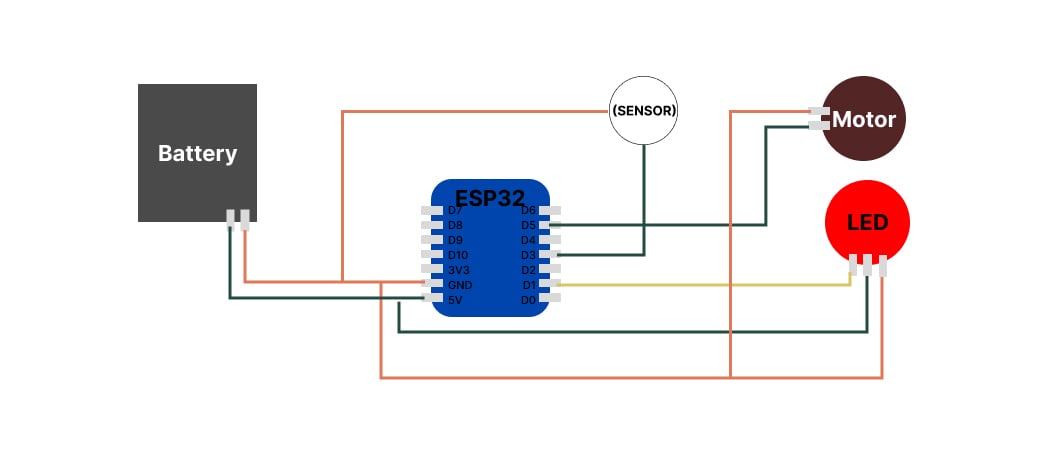 (SENSOR)
Motor
Battery
ESP32
D7 D6
D8 D5
D9 D4
D10 D3
3V3 D2
GND D1
5V D0
LED